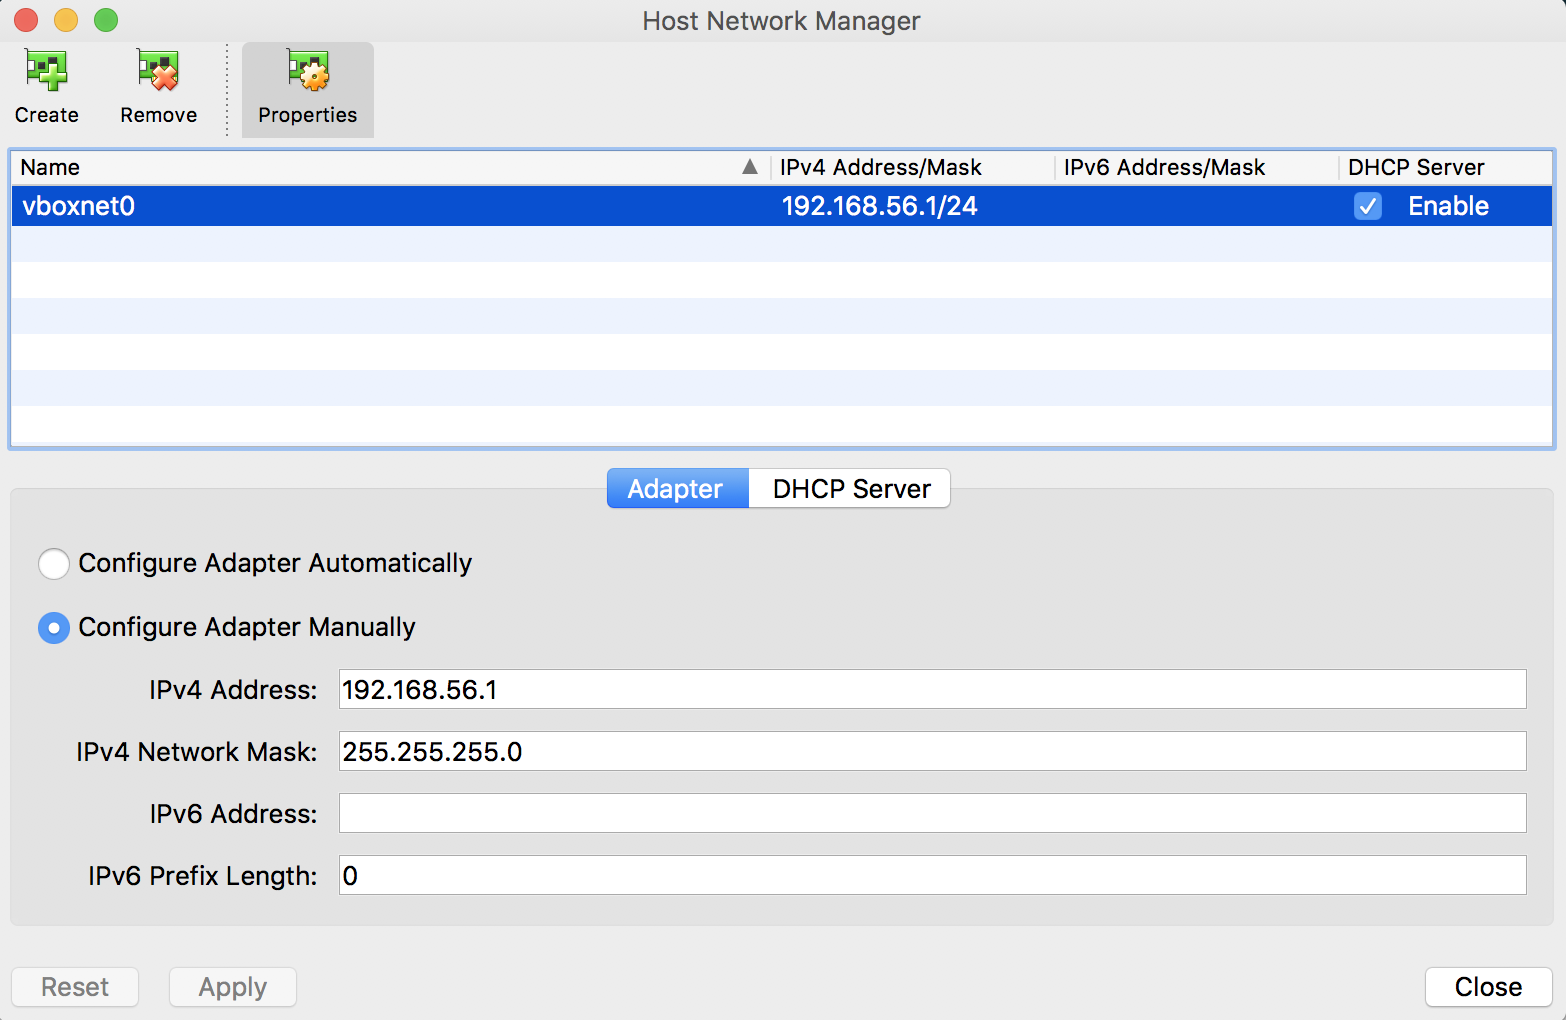 Host Network Manager
Create Remove Properties
Name IPv4 Address/Mask IPv6 Address/Mask DHCP Server
vboxnet0 192.168.56.1/24 Enable
Adapter DHCP Server
Configure Adapter Automatically
Configure Adapter Manually
IPv4 Address: 192.168.56.1
IPv4 Network Mask: 255.255.255.0
IPv6 Address:
IPv6 Prefix Length: 0
Reset Apply Close